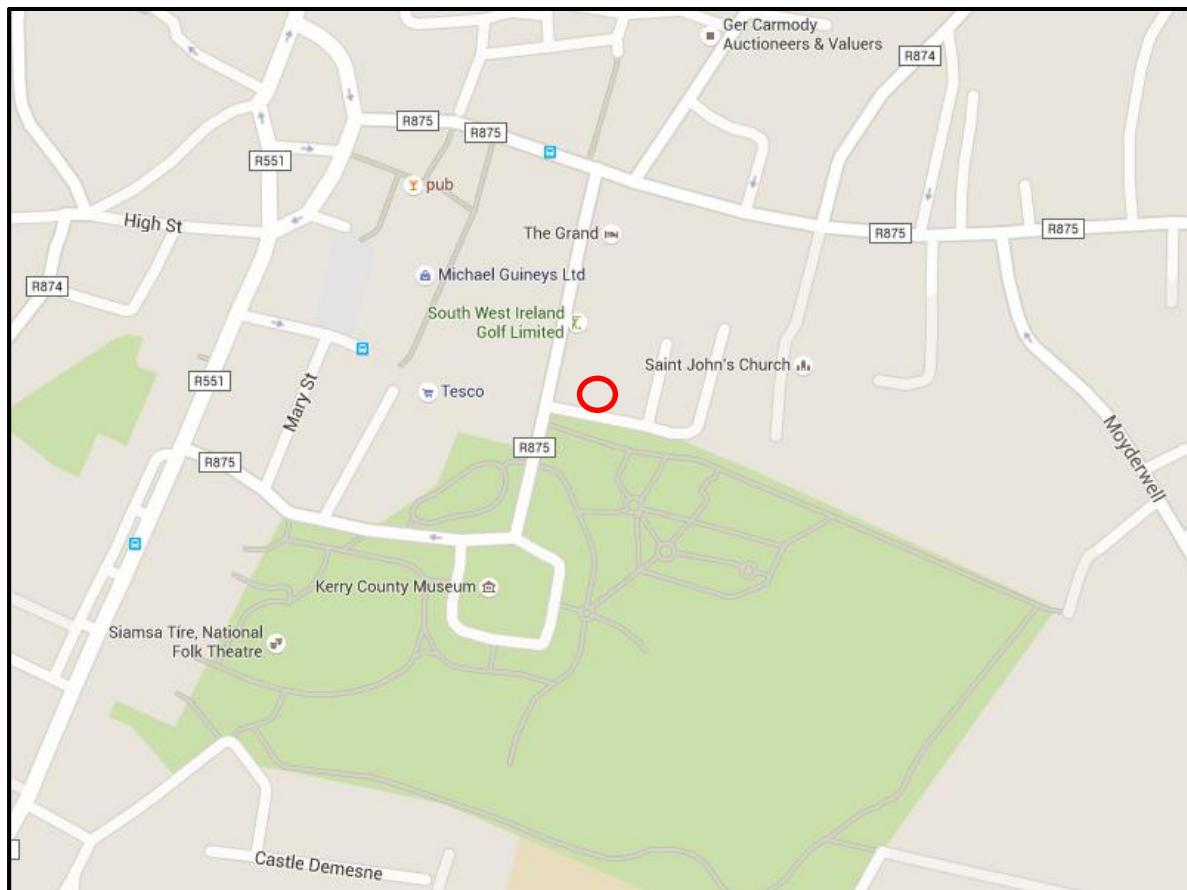 Ger Carmody
Auctioneers & Valuers
R874
R875
R875
R551
pub
High St
The Grand
R875
R875
Michael Guineys Ltd
R874
South West Ireland
Golf Limited
Saint John's Church
R551
Tesco
Mary St
R875
R875
Moyderwell
Kerry County Museum
Siamsa Tíre, National
Folk Theatre
Castle Demesne